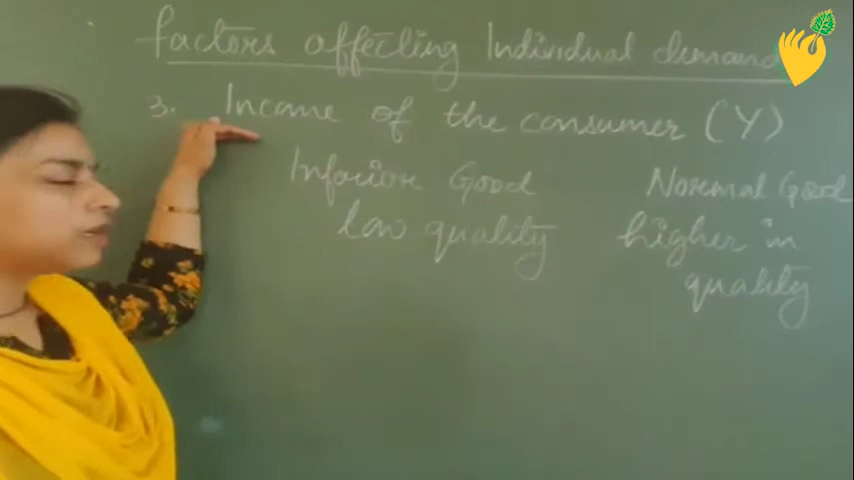 Factors affecting Individual demand
3. Income of the consumer (Y)
Inferior Good Normal Good
low quality higher in
quality